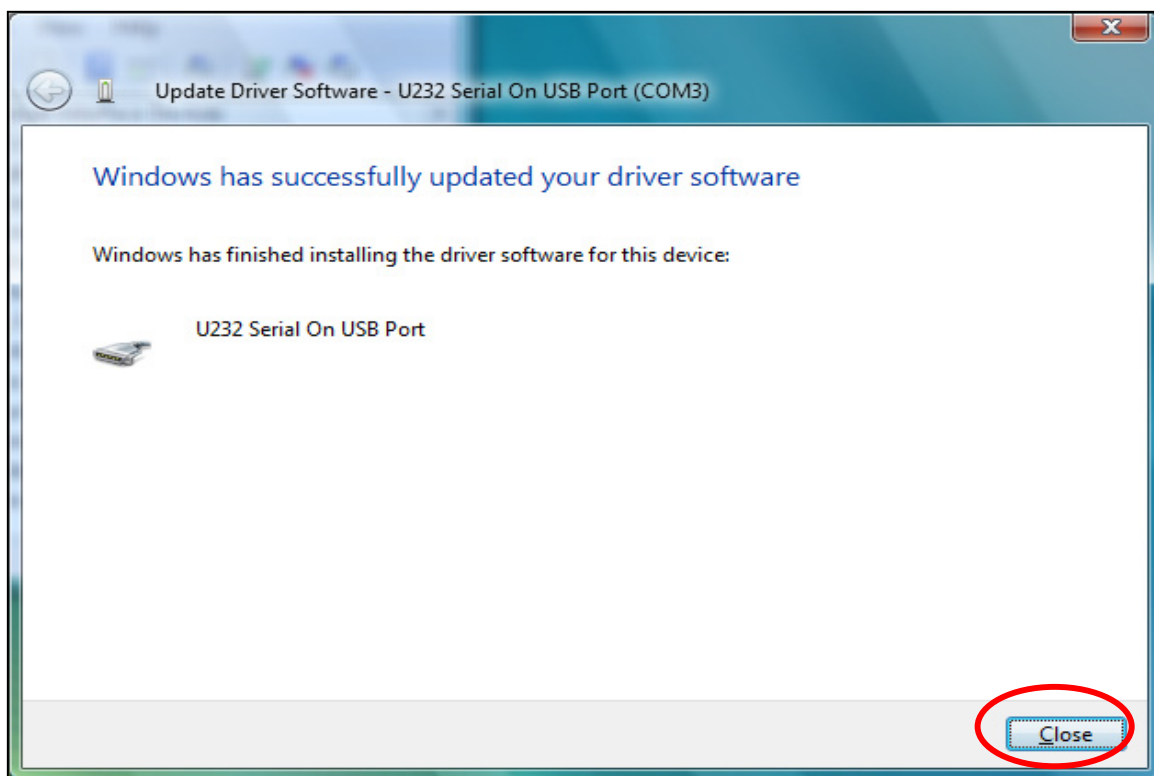 Update Driver Software - U232 Serial On USB Port (COM3)
Windows has successfully updated your driver software
Windows has finished installing the driver software for this device:
U232 Serial On USB Port
Close